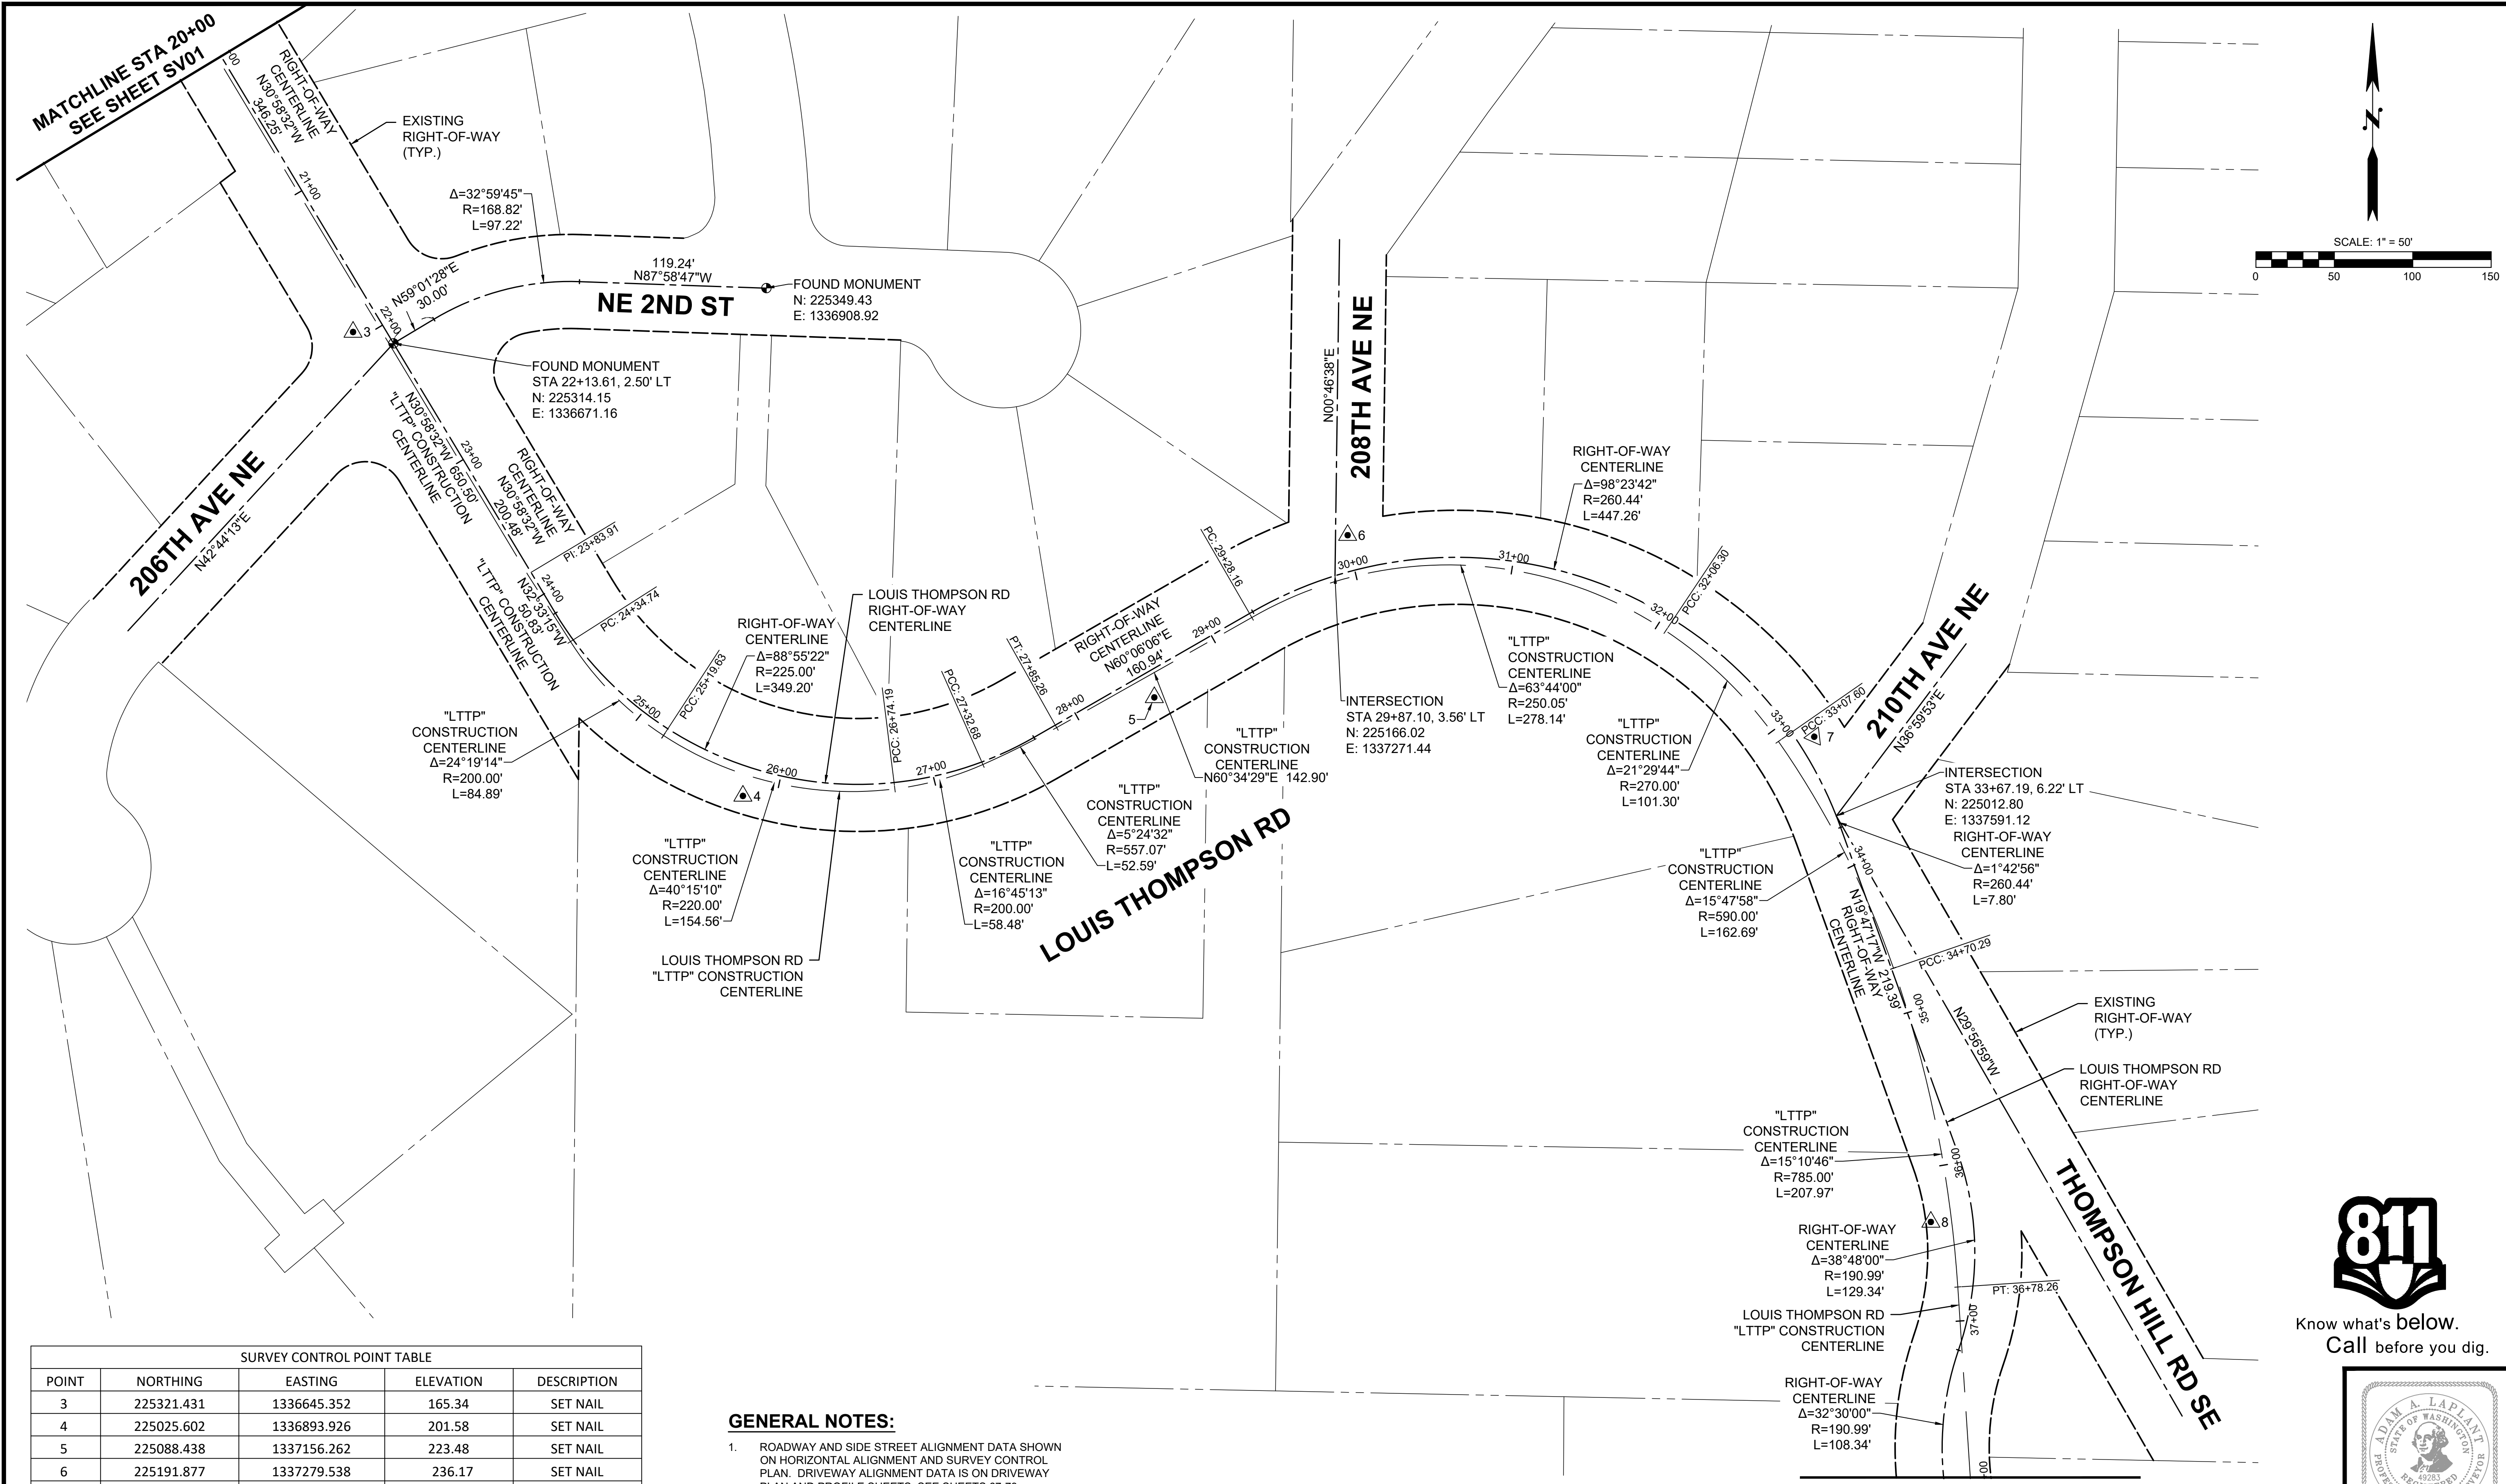 MATCHLINE STA 20+00
SEE SHEET SV01
RIGHT-OF-WAY
CENTERLINE
N30°58'32"W
346.25'
21+00
EXISTING
RIGHT-OF-WAY
(TYP.)
Δ=32°59'45"
R=168.82'
L=97.22'
N59°01'28"E
30.00'
22+00
3
119.24'
N87°58'47"W
NE 2ND ST
FOUND MONUMENT
N: 225349.43
E: 1336908.92
FOUND MONUMENT
STA 22+13.61, 2.50' LT
N: 225314.15
E: 1336671.16
206TH AVE NE
N42°44'13"E
N30°58'32"W 650.50'
"LTTP" CONSTRUCTION
CENTERLINE
23+00
RIGHT-OF-WAY
CENTERLINE
N30°58'32"W
200.48'
PI: 23+83.91
24+00
N32°33'15"W
50.83'
"LTTP" CONSTRUCTION
CENTERLINE
PC: 24+34.74
"LTTP"
CONSTRUCTION
CENTERLINE
Δ=24°19'14"
R=200.00'
L=84.89'
25+00
PCC: 25+19.63
RIGHT-OF-WAY
CENTERLINE
Δ=88°55'22"
R=225.00'
L=349.20'
LOUIS THOMPSON RD
RIGHT-OF-WAY
CENTERLINE
4
26+00
PCC: 26+74.19
27+00
PCC: 27+32.68
PT: 27+85.26
28+00
"LTTP"
CONSTRUCTION
CENTERLINE
Δ=40°15'10"
R=220.00'
L=154.56'
LOUIS THOMPSON RD
"LTTP" CONSTRUCTION
CENTERLINE
"LTTP"
CONSTRUCTION
CENTERLINE
Δ=16°45'13"
R=200.00'
L=58.48'
"LTTP"
CONSTRUCTION
CENTERLINE
Δ=5°24'32"
R=557.07'
L=52.59'
RIGHT-OF-WAY
CENTERLINE
N60°06'06"E
160.94'
5
29+00
PC: 29+28.16
"LTTP"
CONSTRUCTION
CENTERLINE
N60°34'29"E 142.90'
LOUIS THOMPSON RD
N00°46'38"E
208TH AVE NE
6
30+00
31+00
INTERSECTION
STA 29+87.10, 3.56' LT
N: 225166.02
E: 1337271.44
RIGHT-OF-WAY
CENTERLINE
Δ=98°23'42"
R=260.44'
L=447.26'
"LTTP"
CONSTRUCTION
CENTERLINE
Δ=63°44'00"
R=250.05'
L=278.14'
32+00
PCC: 32+06.30
"LTTP"
CONSTRUCTION
CENTERLINE
Δ=21°29'44"
R=270.00'
L=101.30'
33+00
PCC: 33+07.60
7
210TH AVE NE
N36°59'53"E
INTERSECTION
STA 33+67.19, 6.22' LT
N: 225012.80
E: 1337591.12
RIGHT-OF-WAY
CENTERLINE
Δ=1°42'56"
R=260.44'
L=7.80'
"LTTP"
CONSTRUCTION
CENTERLINE
Δ=15°47'58"
R=590.00'
L=162.69'
34+00
N19°47'17"W 219.39'
RIGHT-OF-WAY
CENTERLINE
PCC: 34+70.29
35+00
N29°56'59"W
EXISTING
RIGHT-OF-WAY
(TYP.)
LOUIS THOMPSON RD
RIGHT-OF-WAY
CENTERLINE
"LTTP"
CONSTRUCTION
CENTERLINE
Δ=15°10'46"
R=785.00'
L=207.97'
36+00
8
RIGHT-OF-WAY
CENTERLINE
Δ=38°48'00"
R=190.99'
L=129.34'
PT: 36+78.26
LOUIS THOMPSON RD
"LTTP" CONSTRUCTION
CENTERLINE
37+00
THOMPSON HILL RD SE
RIGHT-OF-WAY
CENTERLINE
Δ=32°30'00"
R=190.99'
L=108.34'
N
SCALE: 1" = 50'
0 50 100 150
811
Know what's below.
Call before you dig.
ADAM A. LAPLANT
STATE OF WASHINGTON
49283
REGISTERED
SURVEY CONTROL POINT TABLE
POINT NORTHING EASTING ELEVATION DESCRIPTION
3 225321.431 1336645.352 165.34 SET NAIL
4 225025.602 1336893.926 201.58 SET NAIL
5 225088.438 1337156.262 223.48 SET NAIL
6 225191.877 1337279.538 236.17 SET NAIL
GENERAL NOTES:
1. ROADWAY AND SIDE STREET ALIGNMENT DATA SHOWN
ON HORIZONTAL ALIGNMENT AND SURVEY CONTROL
PLAN. DRIVEWAY ALIGNMENT DATA IS ON DRIVEWAY